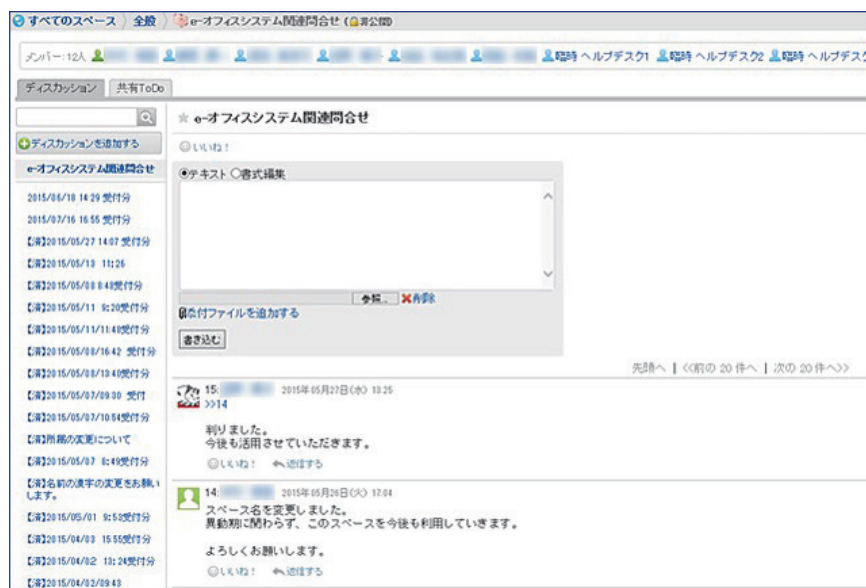 すべてのスペース 〉 全般 〉 e-オフィスシステム関連問合せ (非公開)
メンバー:12人 臨時 ヘルプデスク1 臨時 ヘルプデスク2 臨時 ヘルプデスク
ディスカッション 共有ToDo
ディスカッションを追加する
e-オフィスシステム関連問合せ
2015/06/18 14:29 受付分
2015/07/16 16:55 受付分
【済】2015/05/27 14:07 受付分
【済】2015/05/13 11:26
【済】2015/05/08 8:48受付分
【済】2015/05/11 9:20受付分
【済】2015/05/11/11:48受付分
【済】2015/05/08/16:42 受付分
【済】2015/05/08/13:40受付分
【済】2015/05/07/09:30 受付
【済】2015/05/07/10:54受付分
【済】所属の変更について
【済】2015/05/07 8:49受付分
【済】名前の漢字の変更をお願い
します。
【済】2015/05/01 9:53受付分
【済】2015/04/03 15:55受付分
【済】2015/04/02 13:24受付分
【済】2015/04/02/09:43
★ e-オフィスシステム関連問合せ
いいね!
テキスト 書式編集
参照... 削除
添付ファイルを追加する
書き込む
先頭へ | <<前の 20 件へ | 次の 20 件へ>>
15: 2015年05月27日(水) 13:25
>>14
判りました。
今後も活用させていただきます。
いいね! 返信する
14: 2015年05月26日(火) 17:04
スペース名を変更しました。
異動期に関わらず、このスペースを今後も利用していきます。
よろしくお願いします。
いいね! 返信する